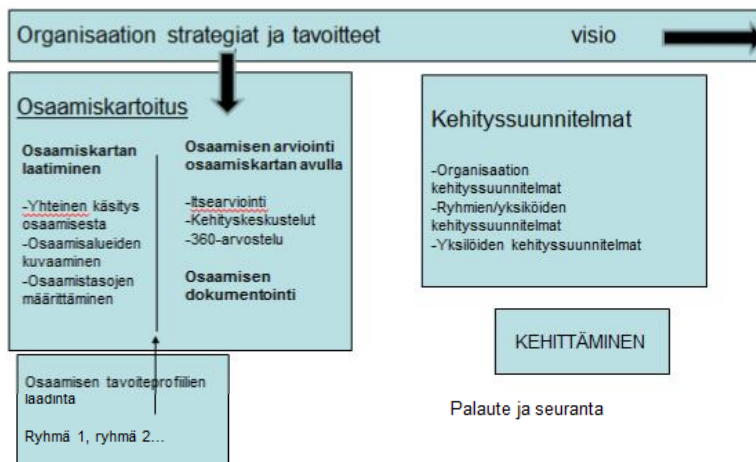 Organisaation strategiat ja tavoitteet visio
Osaamiskartoitus
Osaamiskartan
laatiminen
-Yhteinen käsitys
osaamisesta
-Osaamisalueiden
kuvaaminen
-Osaamistasojen
määrittäminen
Osaamisen arviointi
osaamiskartan avulla
-Itsearviointi
-Kehityskeskustelut
-360-arvostelu
Osaamisen
dokumentointi
Osaamisen tavoiteprofiilien
laadinta
Ryhmä 1, ryhmä 2...
Kehityssuunnitelmat
-Organisaation
kehityssuunnitelmat
-Ryhmien/yksiköiden
kehityssuunnitelmat
-Yksilöiden kehityssuunnitelmat
KEHITTÄMINEN
Palaute ja seuranta